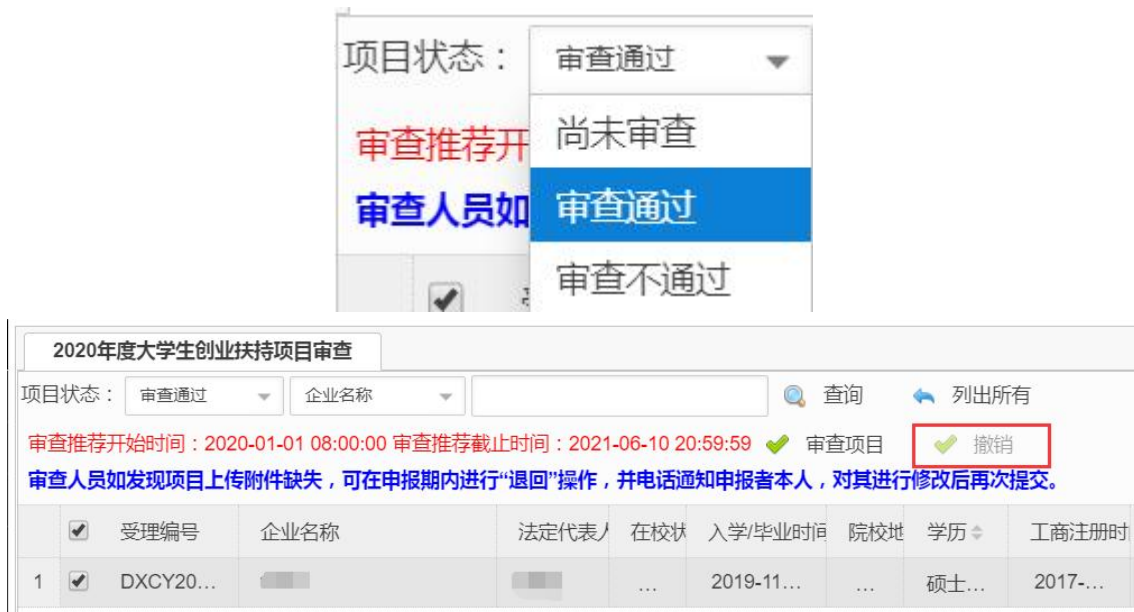 项目状态： 审查通过
尚未审查
审查推荐开
审查通过
审查人员如
审查不通过
2020年度大学生创业扶持项目审查
项目状态： 审查通过 企业名称 查询 列出所有
审查推荐开始时间：2020-01-01 08:00:00 审查推荐截止时间：2021-06-10 20:59:59 审查项目 撤销
审查人员如发现项目上传附件缺失，可在申报期内进行“退回”操作，并电话通知申报者本人，对其进行修改后再次提交。
受理编号 企业名称 法定代表人 在校状 入学/毕业时间 院校地 学历 工商注册时
1 DXCY20... ... 2019-11... ... 硕士... 2017-...